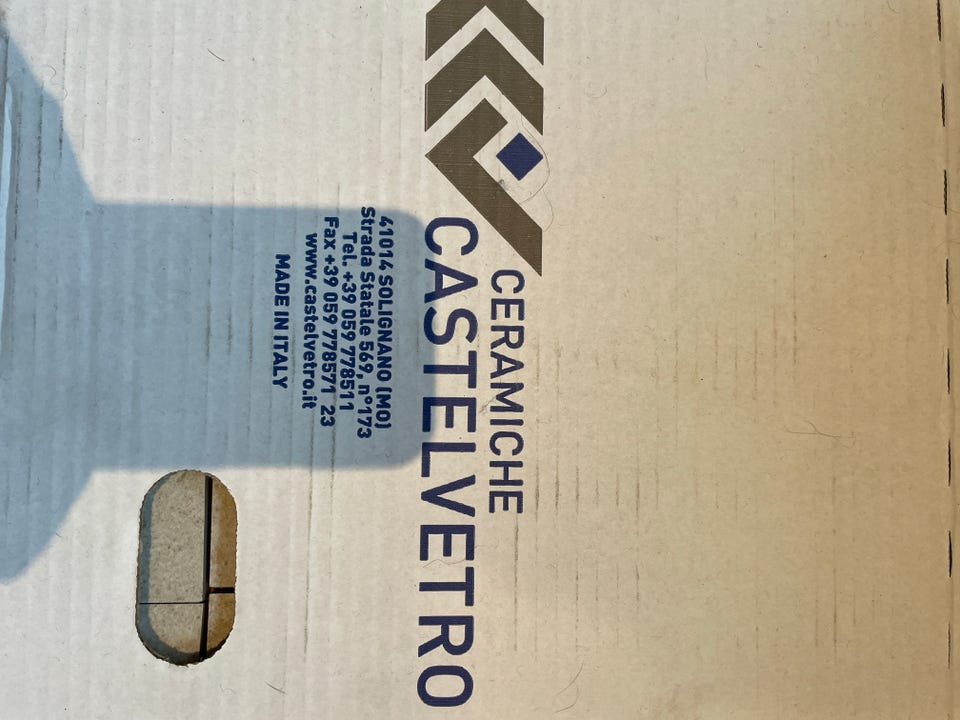 CERAMICHE
CASTELVETRO
41014 SOLIGNANO (MO)
Strada Statale 569, n°173
Tel. +39 059 778511
Fax +39 059 778571 23
www.castelvetro.it
MADE IN ITALY